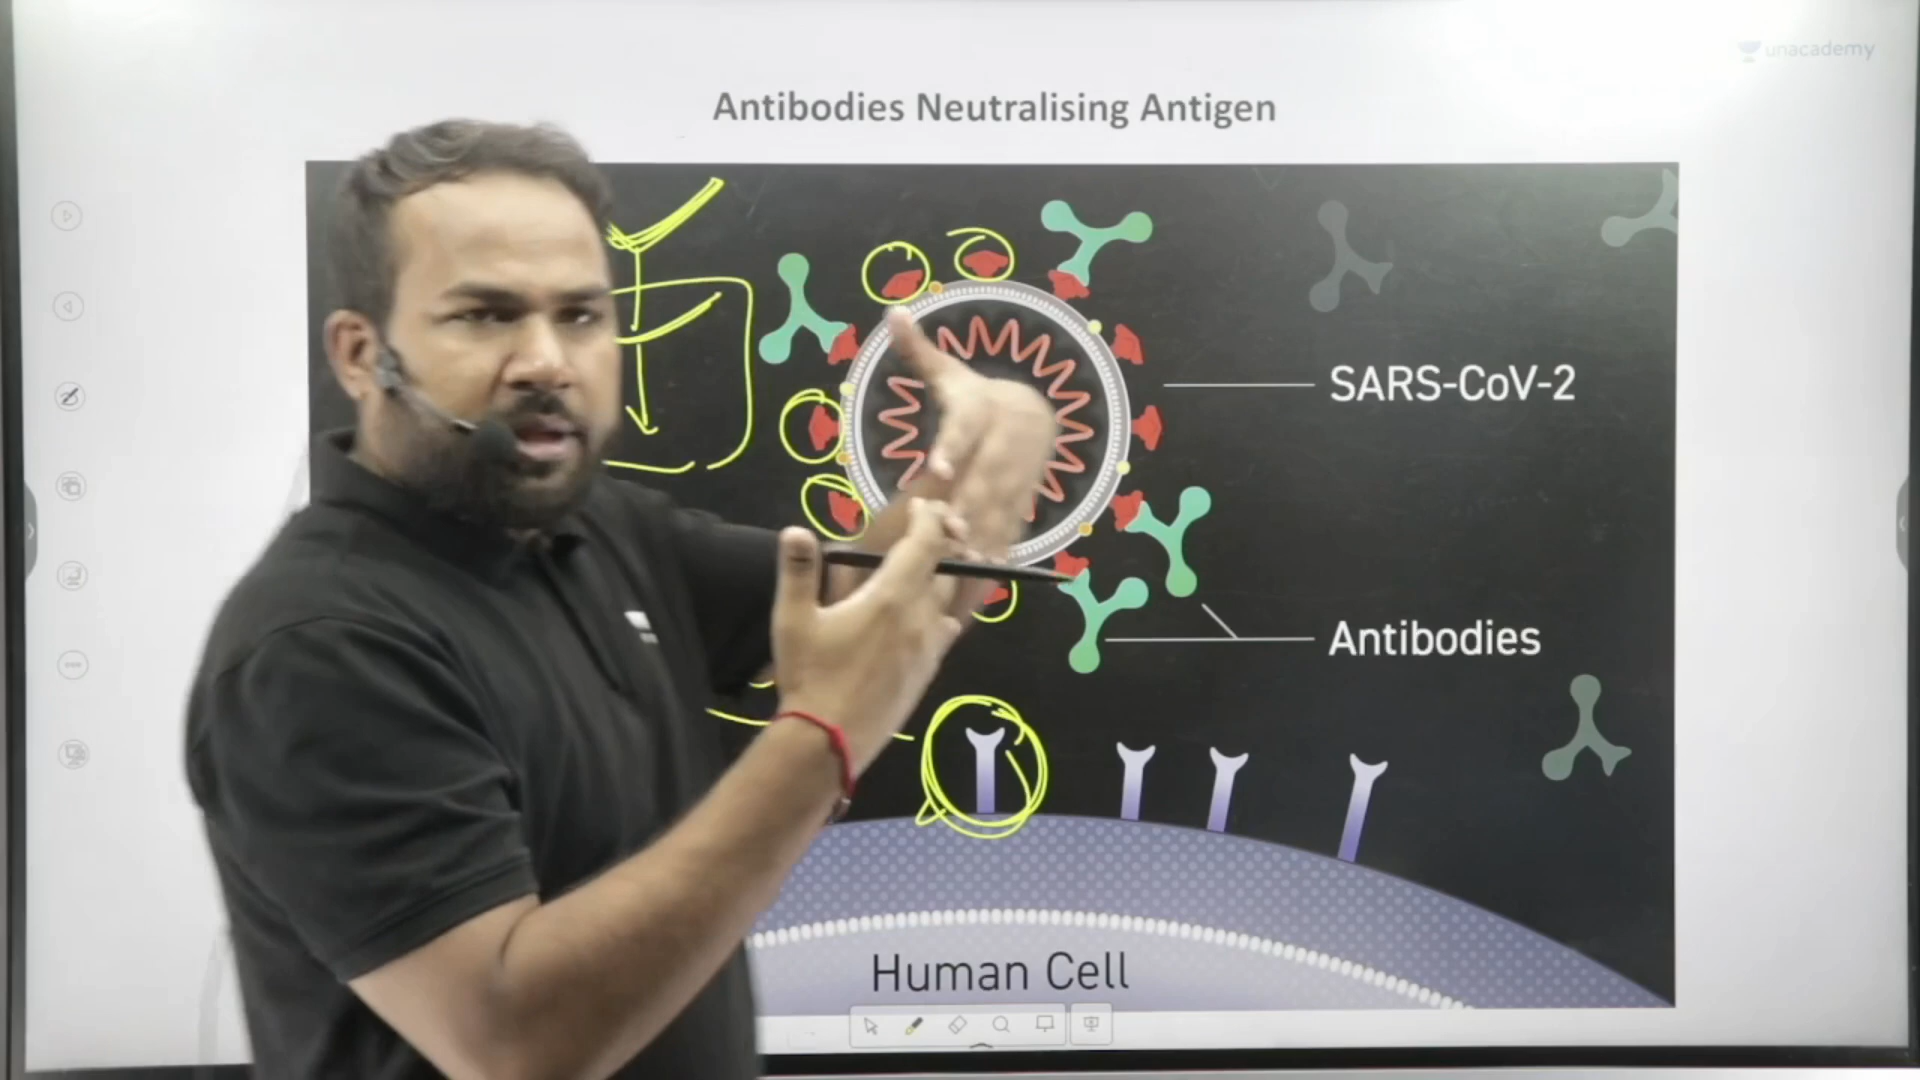 unacademy
Antibodies Neutralising Antigen
SARS-CoV-2
Antibodies
Human Cell